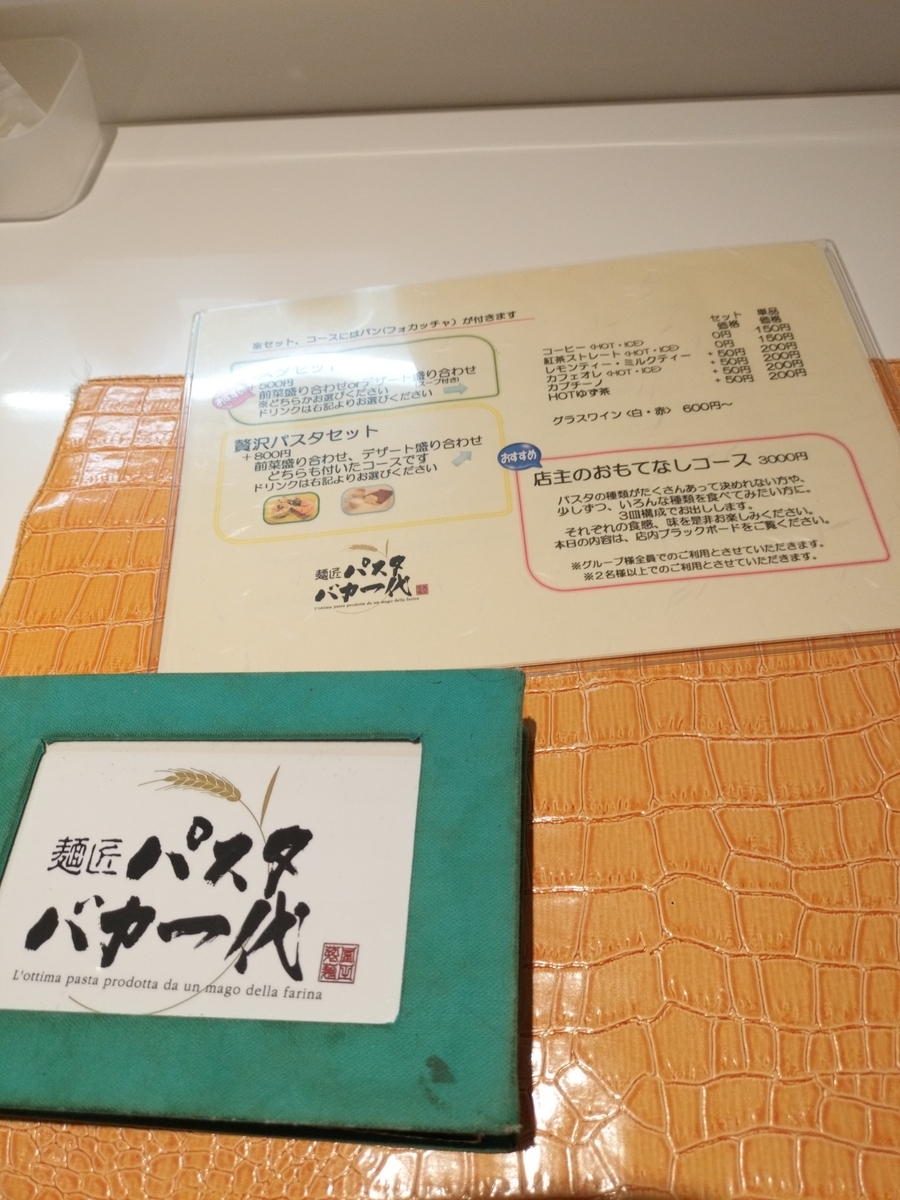 ※セット、コースにはパン(フォカッチャ)が付きます
+500円
前菜盛り合わせorデザート盛り合わせ
(スープ付き)
※どちらかお選びください
ドリンクは右記よりお選びください
贅沢パスタセット
+800円
前菜盛り合わせ、デザート盛り合わせ
どちらも付いたコースです
ドリンクは右記よりお選びください
麺匠 パスタ
バカ一代
L'ottima pasta prodotta da un mago della farina
セット価格 単品価格
コーヒー〈HOT・ICE〉 0円 150円
紅茶ストレート〈HOT・ICE〉 0円 150円
レモンティー・ミルクティー +50円 200円
カフェオレ〈HOT・ICE〉 +50円 200円
カプチーノ +50円 200円
HOTゆず茶
グラスワイン〈白・赤〉 600円～
おすすめ
店主のおもてなしコース 3000円
パスタの種類がたくさんあって決めれない方や、
少しずつ、いろんな種類を食べてみたい方に。
3皿構成でお出しします。
それぞれの食感、味を是非お楽しみください。
本日の内容は、店内ブラックボードをご覧ください。
※グループ様全員でのご利用とさせていただきます。
※2名様以上でのご利用とさせていただきます。
麺匠 パスタ
バカ一代
L'ottima pasta prodotta da un mago della farina